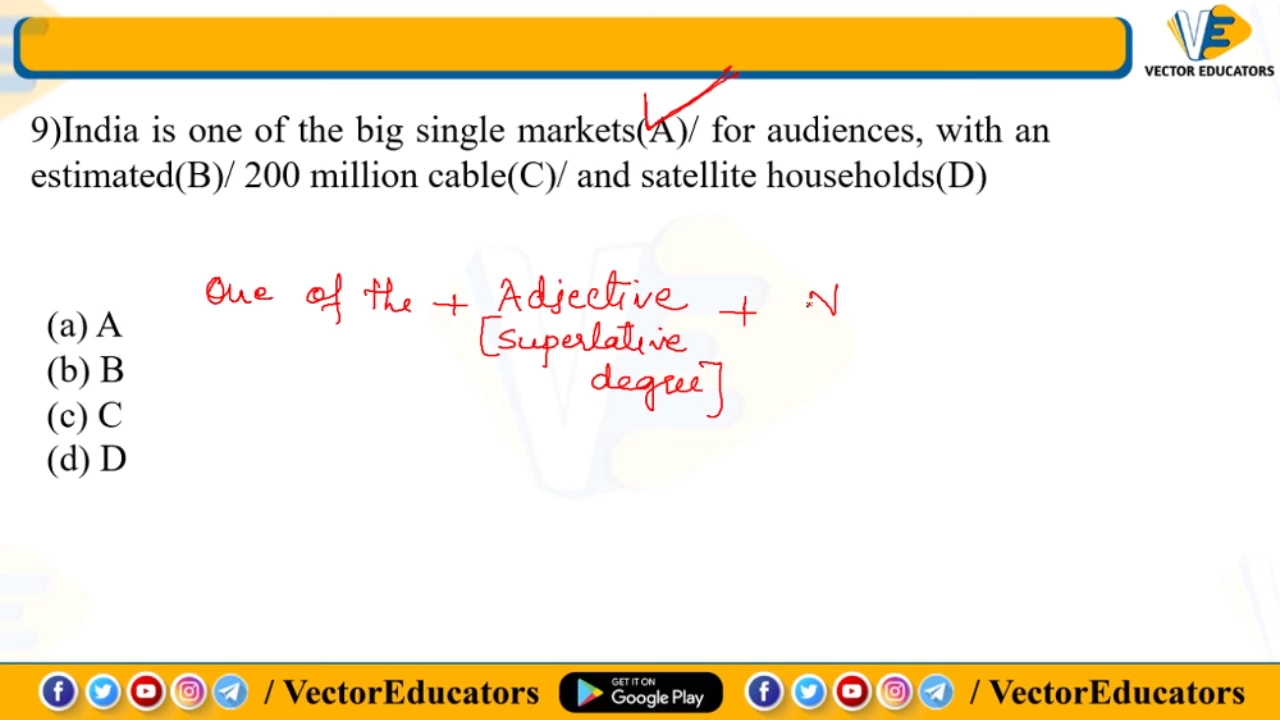 VECTOR EDUCATORS
9)India is one of the big single markets(A)/ for audiences, with an
estimated(B)/ 200 million cable(C)/ and satellite households(D)
One of the + Adjective + N
[superlative
degree]
(a) A
(b) B
(c) C
(d) D
/ VectorEducators
GET IT ON
Google Play
/ VectorEducators